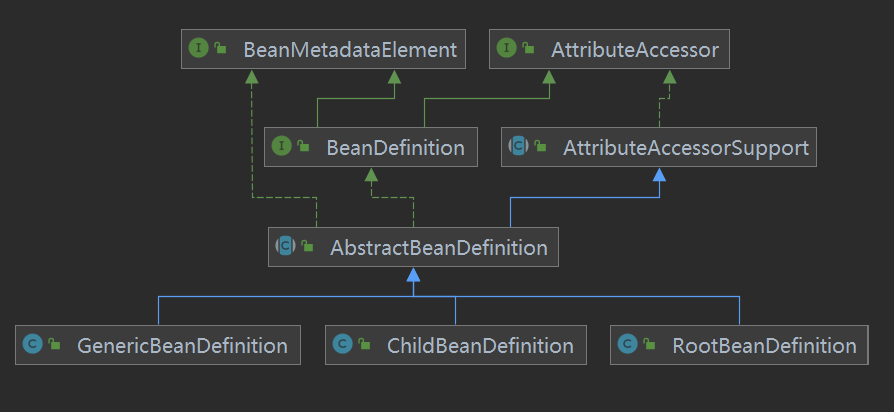 I BeanMetadataElement
I AttributeAccessor
I BeanDefinition
C AttributeAccessorSupport
C AbstractBeanDefinition
C GenericBeanDefinition
C ChildBeanDefinition
C RootBeanDefinition